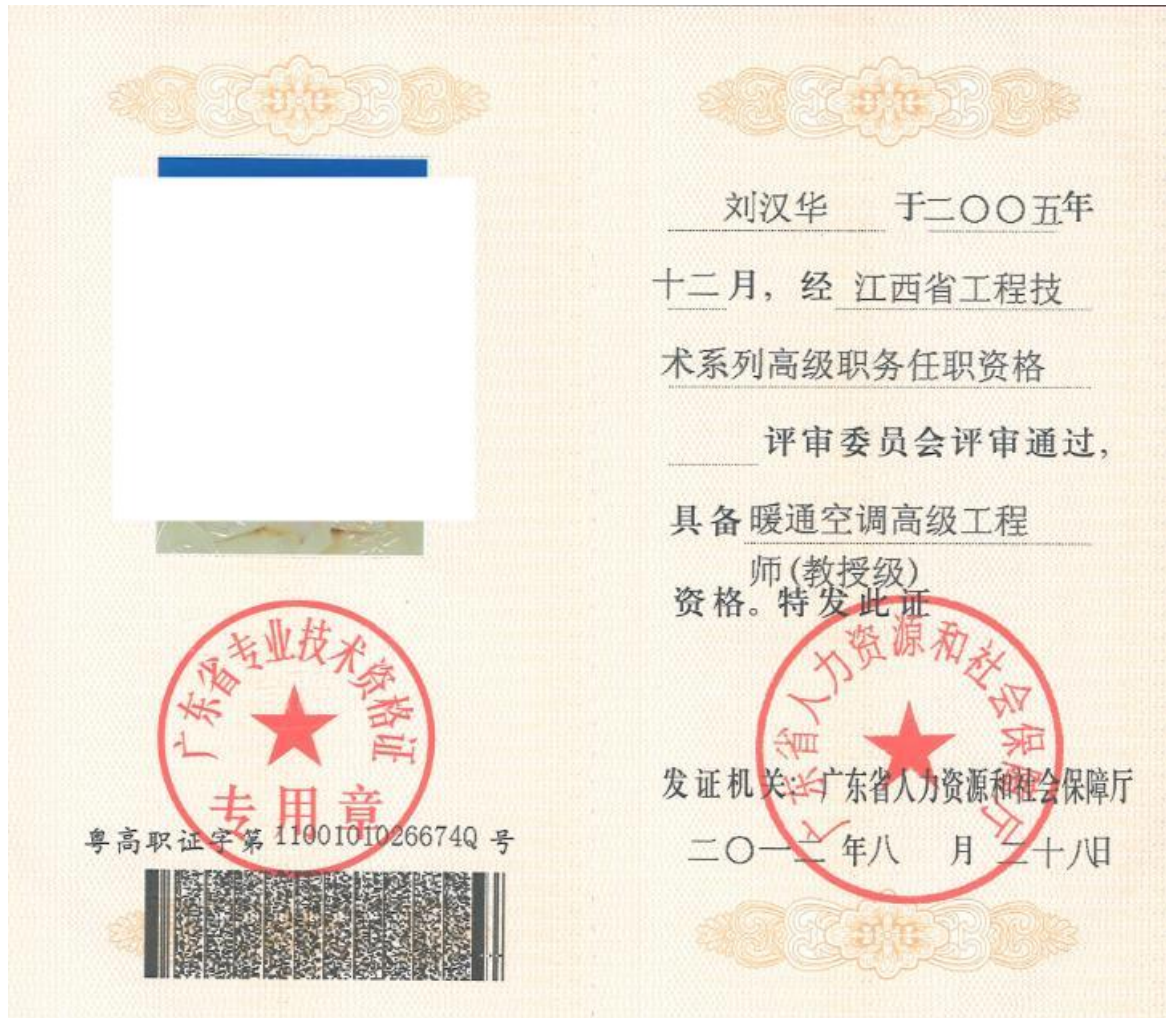 广东省专业技术资格证
专用章
粤高职证字第 1100101026674Q 号
刘汉华 于二〇〇五年
十二月，经 江西省工程技
术系列高级职务任职资格
评审委员会评审通过，
具备暖通空调高级工程
师(教授级)
资格。特发此证
广东省人力资源和社会保障厅
发证机关：广东省人力资源和社会保障厅
二〇一二年八 月二十八日